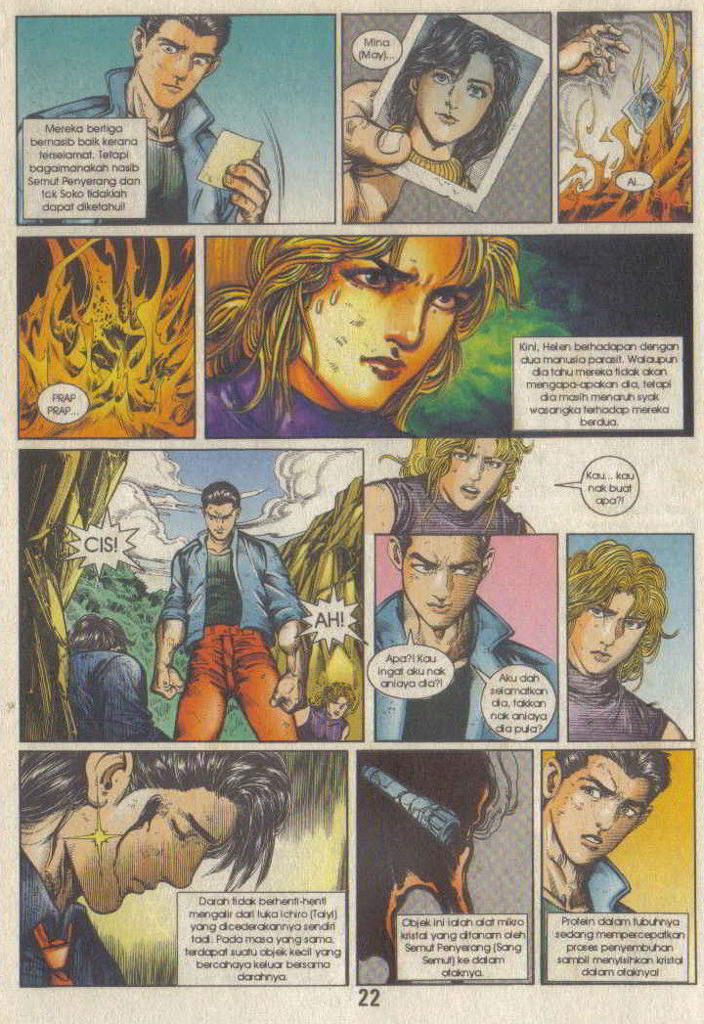 Mereka bertiga
bernasib baik kerana
terselamat. Tetapi
bagaimanakah nasib
Semut Penyerang dan
tok Soko tidaklah
dapat diketahui!
Mina
(May)...
Ai...
PRAP
PRAP...
Kini, Helen berhadapan dengan
dua manusia parasit. Walaupun
dia tahu mereka tidak akan
mengapa-apakan dia, tetapi
dia masih menaruh syak
wasangka terhadap mereka
berdua.
CIS!
AH!
Kau... kau
nak buat
apa?!
Apa?! Kau
ingat aku nak
aniaya dia?!
Aku dah
selamatkan
dia, takkan
nak aniaya
dia pula?
Darah tidak berhenti-henti
mengalir dari luka Ichiro (Taiyi)
yang dicederakannya sendiri
tadi. Pada masa yang sama,
terdapat suatu objek kecil yang
bercahaya keluar bersama
darahnya.
Objek ini ialah alat mikro
kristal yang ditanam oleh
Semut Penyerang (Sang
Semut) ke dalam
otaknya.
Protein dalam tubuhnya
sedang mempercepatkan
proses penyembuhan
sambil menyisihkan kristal
dalam otaknya!
22